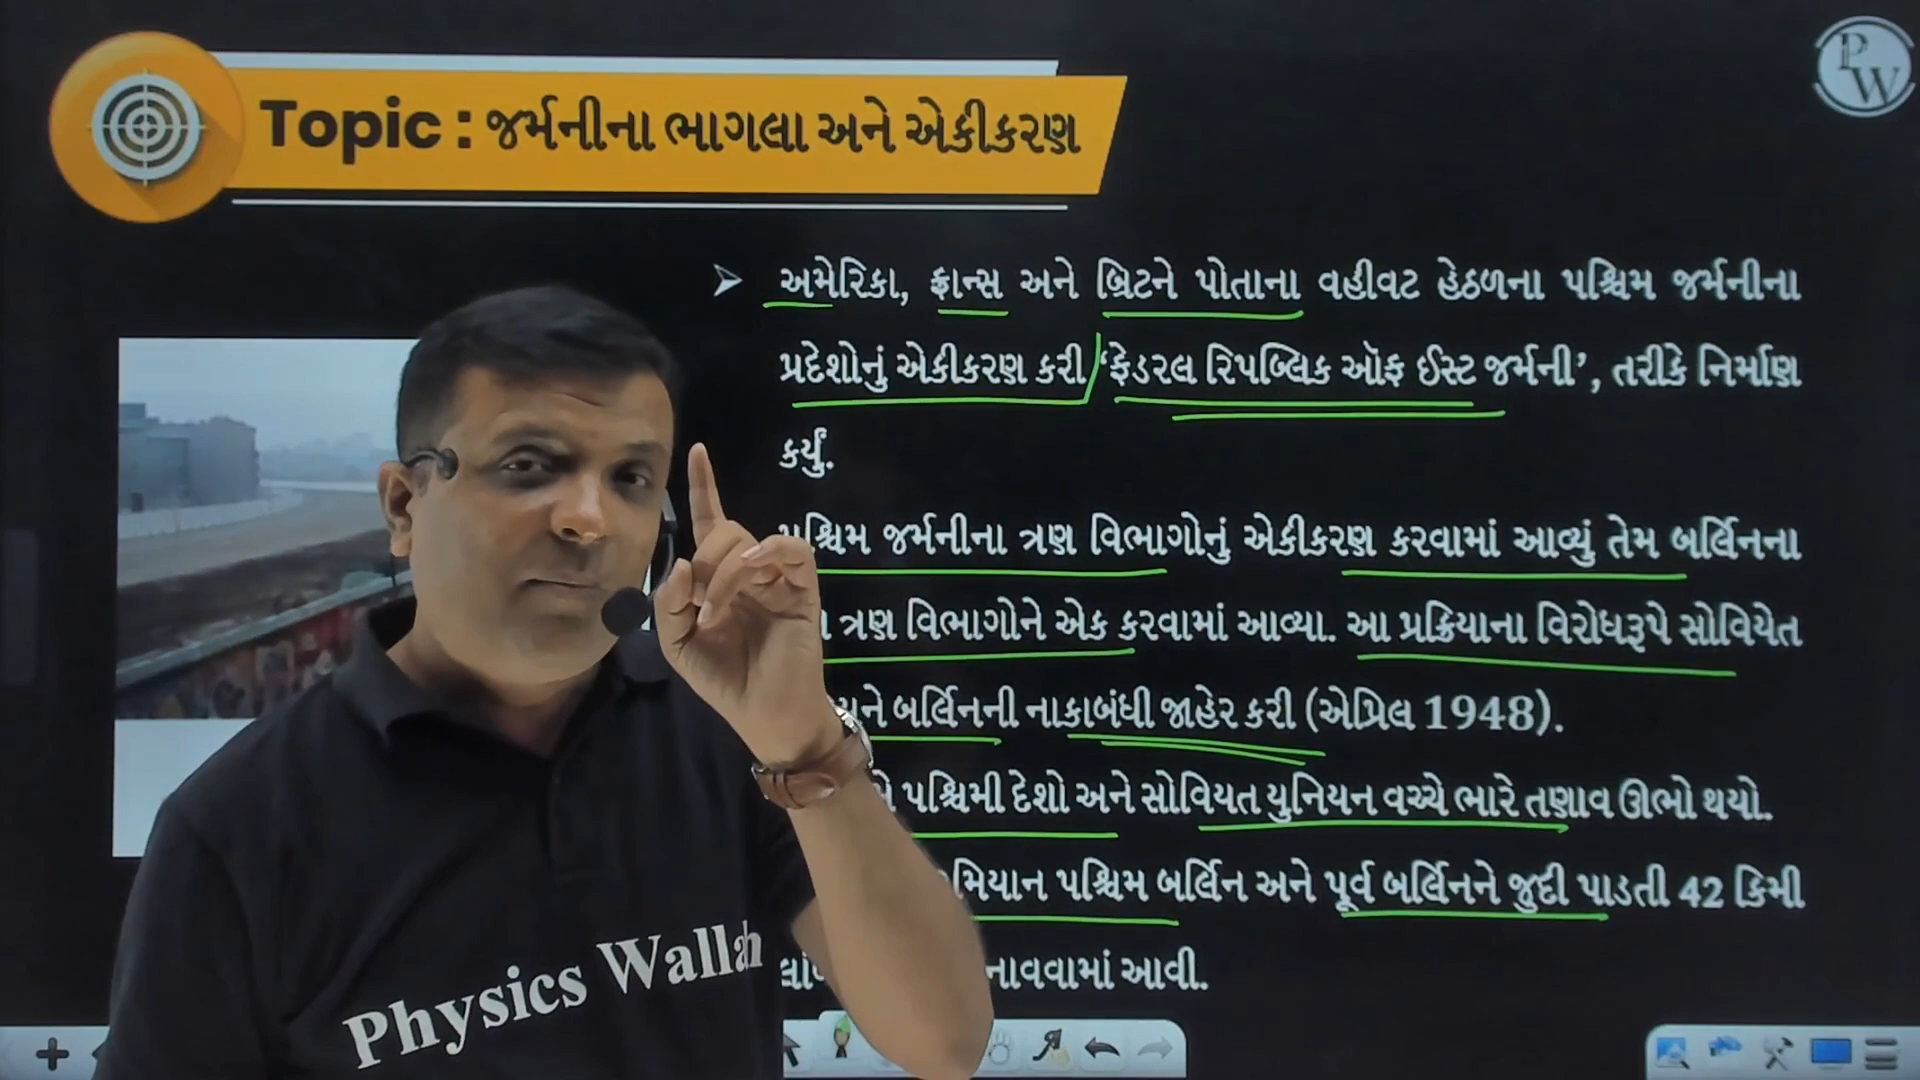 Topic : જર્મનીના ભાગલા અને એકીકરણ
PW
અમેરિકા, ફ્રાન્સ અને બ્રિટને પોતાના વહીવટ હેઠળના પશ્ચિમ જર્મનીના
પ્રદેશોનું એકીકરણ કરી ‘ફેડરલ રિપબ્લિક ઑફ ઈસ્ટ જર્મની’, તરીકે નિર્માણ
કર્યું.
પશ્ચિમ જર્મનીના ત્રણ વિભાગોનું એકીકરણ કરવામાં આવ્યું તેમ બર્લિનના
ત્રણ વિભાગોને એક કરવામાં આવ્યા. આ પ્રક્રિયાના વિરોધરૂપે સોવિયેત
બર્લિનની નાકાબંધી જાહેર કરી (એપ્રિલ 1948).
પશ્ચિમી દેશો અને સોવિયત યુનિયન વચ્ચે ભારે તણાવ ઊભો થયો.
પશ્ચિમ બર્લિન અને પૂર્વ બર્લિનને જુદી પાડતી 42 કિમી
આવી.
Physics Wallah